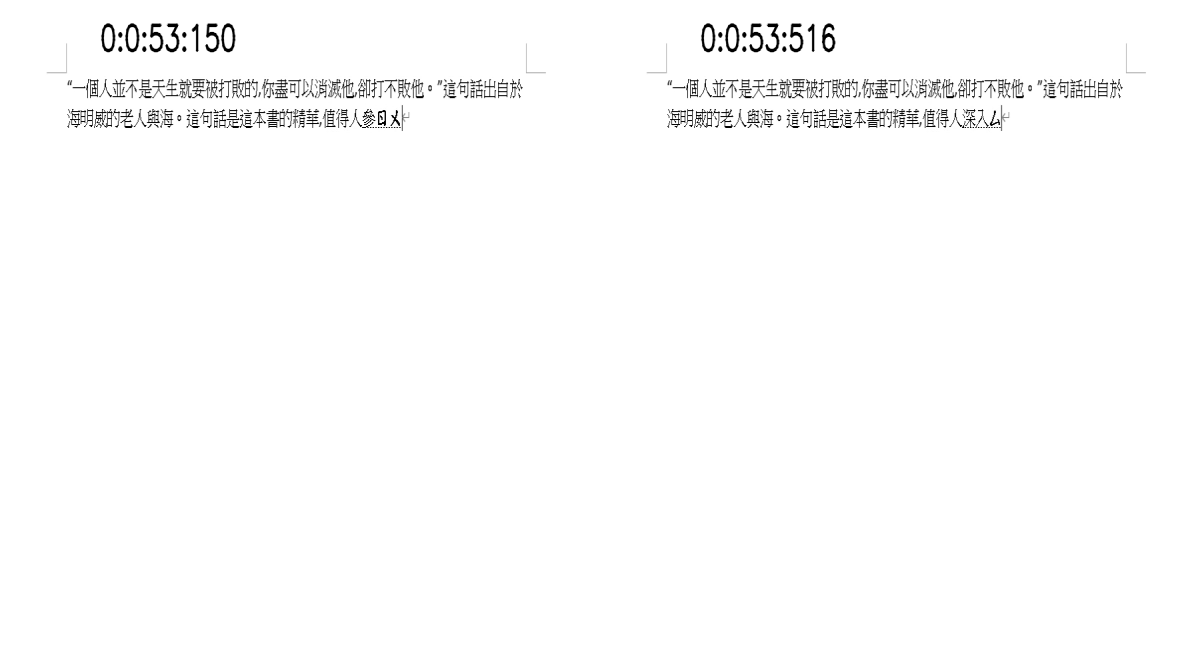 0:0:53:150
“一個人並不是天生就要被打敗的,你盡可以消滅他,卻打不敗他。”這句話出自於
海明威的老人與海。這句話是這本書的精華,值得人參ㄖㄨ
0:0:53:516
“一個人並不是天生就要被打敗的,你盡可以消滅他,卻打不敗他。”這句話出自於
海明威的老人與海。這句話是這本書的精華,值得人深入ㄙ